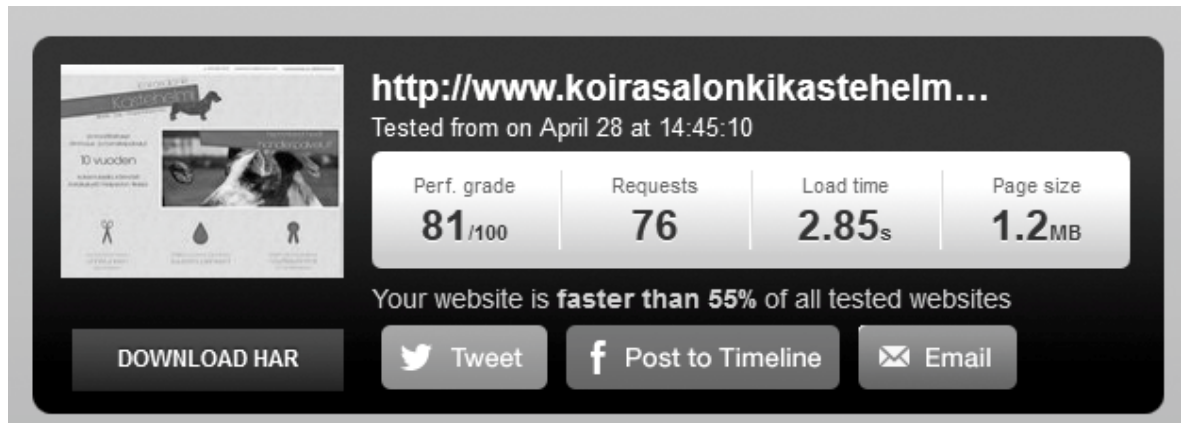 Kastehelmi
10 vuoden
http://www.koirasalonkikastehelm…
Tested from on April 28 at 14:45:10
Perf. grade Requests Load time Page size
81/100 76 2.85s 1.2MB
Your website is faster than 55% of all tested websites
DOWNLOAD HAR Tweet Post to Timeline Email